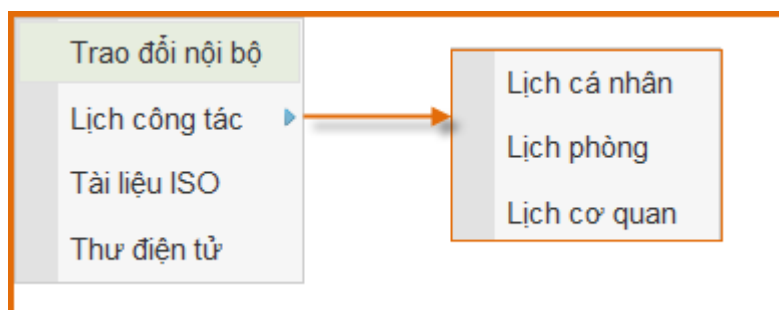 Trao đổi nội bộ
Lịch công tác
Tài liệu ISO
Thư điện tử
Lịch cá nhân
Lịch phòng
Lịch cơ quan